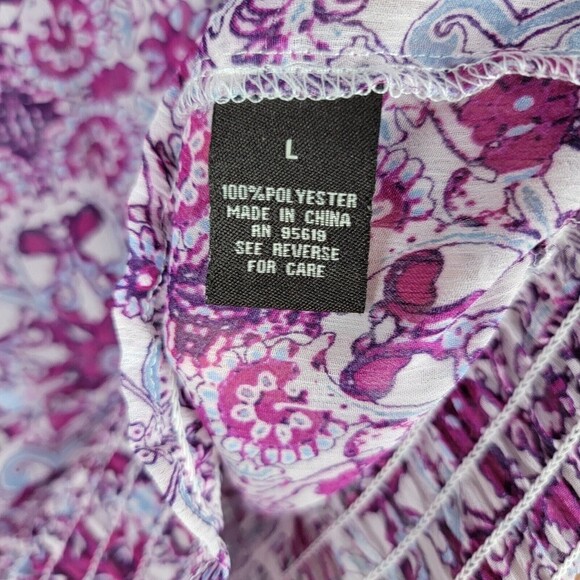 L
100%POLYESTER
MADE IN CHINA
RN 95619
SEE REVERSE
FOR CARE